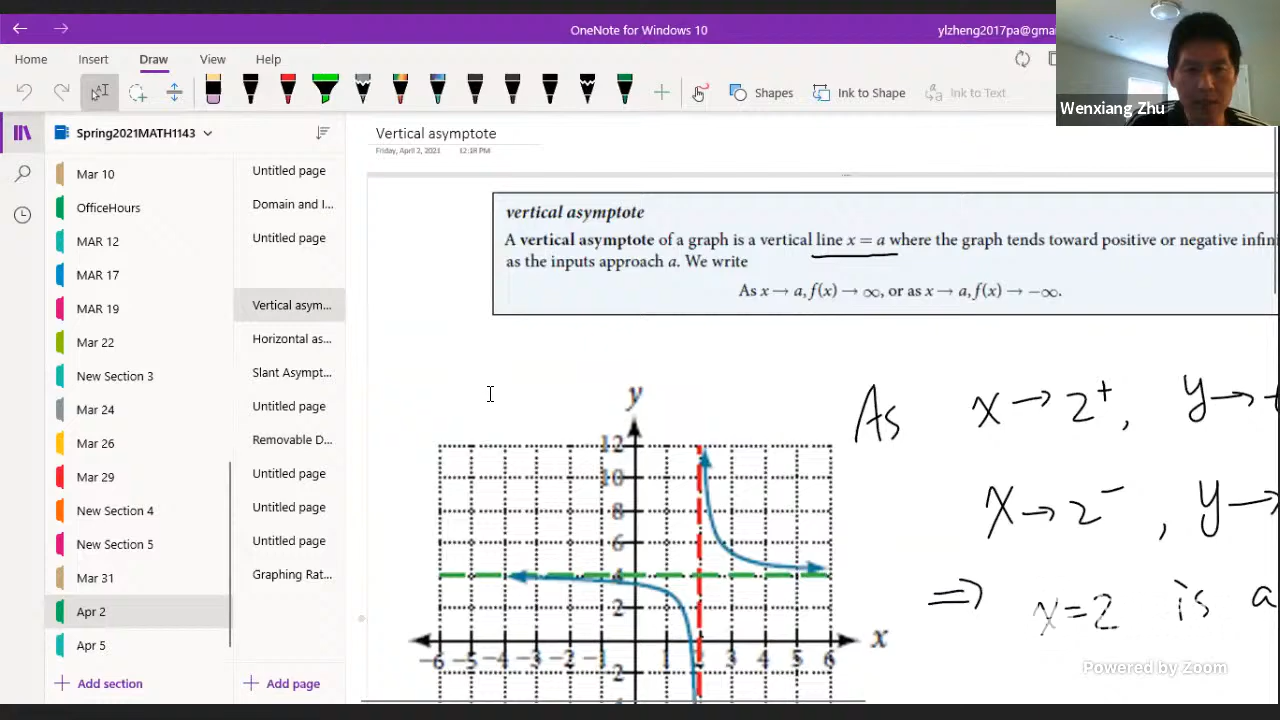 OneNote for Windows 10
ylzheng2017pa@gma
Home Insert Draw View Help
Shapes Ink to Shape Ink to Text
Wenxiang Zhu
Spring2021MATH1143
Mar 10
OfficeHours
MAR 12
MAR 17
MAR 19
Mar 22
New Section 3
Mar 24
Mar 26
Mar 29
New Section 4
New Section 5
Mar 31
Apr 2
Apr 5
Add section
Untitled page
Domain and I...
Untitled page
Vertical asym...
Horizontal as...
Slant Asympt...
Untitled page
Removable D...
Untitled page
Untitled page
Untitled page
Graphing Rat...
Add page
Vertical asymptote
Friday, April 2, 2021 12:18 PM
vertical asymptote
A vertical asymptote of a graph is a vertical line x = a where the graph tends toward positive or negative infini
as the inputs approach a. We write
As x → a, f(x) → ∞, or as x → a, f(x) → −∞.
y
12
10
8
6
4
2
-6 -5 -4 -3 -2 -1 1 2 3 4 5 6 x
-2
As x → 2⁺, y →
x → 2⁻, y →
⇒ x = 2 is a
Powered by Zoom